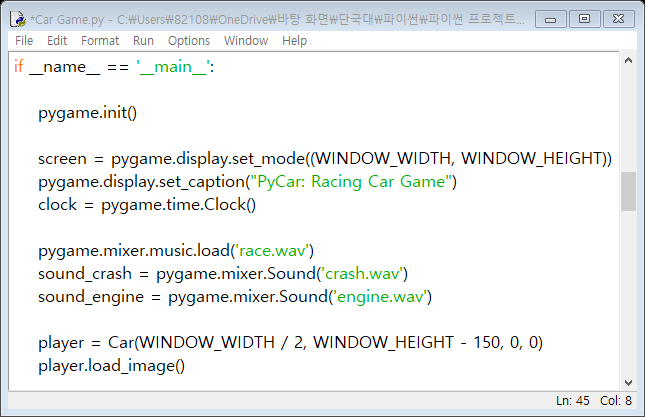 *Car Game.py - C:\Users\82108\OneDrive\바탕 화면\단국대\파이썬\파이썬 프로젝트...
File Edit Format Run Options Window Help
if __name__ == '__main__':
pygame.init()
screen = pygame.display.set_mode((WINDOW_WIDTH, WINDOW_HEIGHT))
pygame.display.set_caption("PyCar: Racing Car Game")
clock = pygame.time.Clock()
pygame.mixer.music.load('race.wav')
sound_crash = pygame.mixer.Sound('crash.wav')
sound_engine = pygame.mixer.Sound('engine.wav')
player = Car(WINDOW_WIDTH / 2, WINDOW_HEIGHT - 150, 0, 0)
player.load_image()
Ln: 45 Col: 8